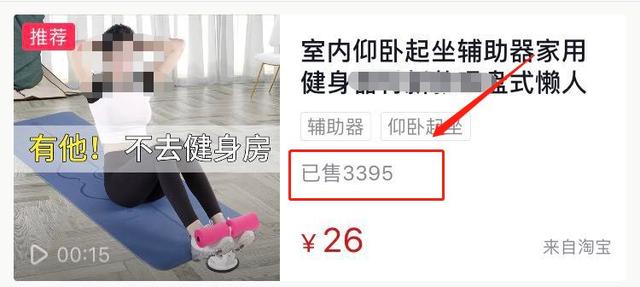 推荐
有他! 不去健身房
00:15
室内仰卧起坐辅助器家用
健身 盘式懒人
辅助器 仰卧起坐
已售3395
¥ 26
来自淘宝